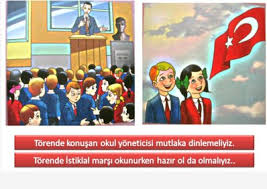 Törende konuşan okul yöneticisi mutlaka dinlemeliyiz.
Törende İstiklal marşı okunurken hazır ol da olmalıyız..